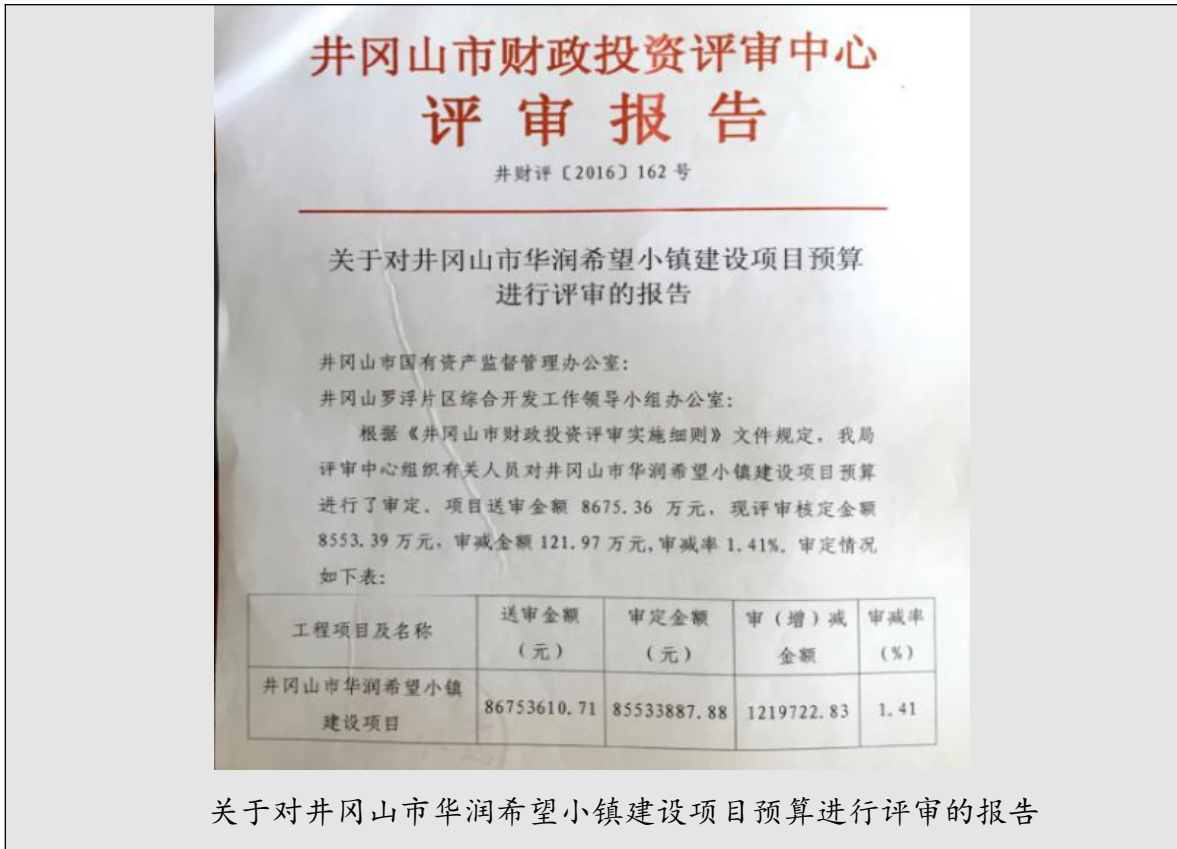 井冈山市财政投资评审中心
评审报告
井财评〔2016〕162号
关于对井冈山市华润希望小镇建设项目预算
进行评审的报告
井冈山市国有资产监督管理办公室:
井冈山罗浮片区综合开发工作领导小组办公室:
根据《井冈山市财政投资评审实施细则》文件规定，我局
评审中心组织有关人员对井冈山市华润希望小镇建设项目预算
进行了审定。项目送审金额 8675.36 万元，现评审核定金额
8553.39 万元，审减金额 121.97 万元,审减率 1.41%。审定情况
如下表:
工程项目及名称 送审金额（元） 审定金额（元） 审（增）减金额 审减率（%）
井冈山市华润希望小镇建设项目 86753610.71 85533887.88 1219722.83 1.41
关于对井冈山市华润希望小镇建设项目预算进行评审的报告